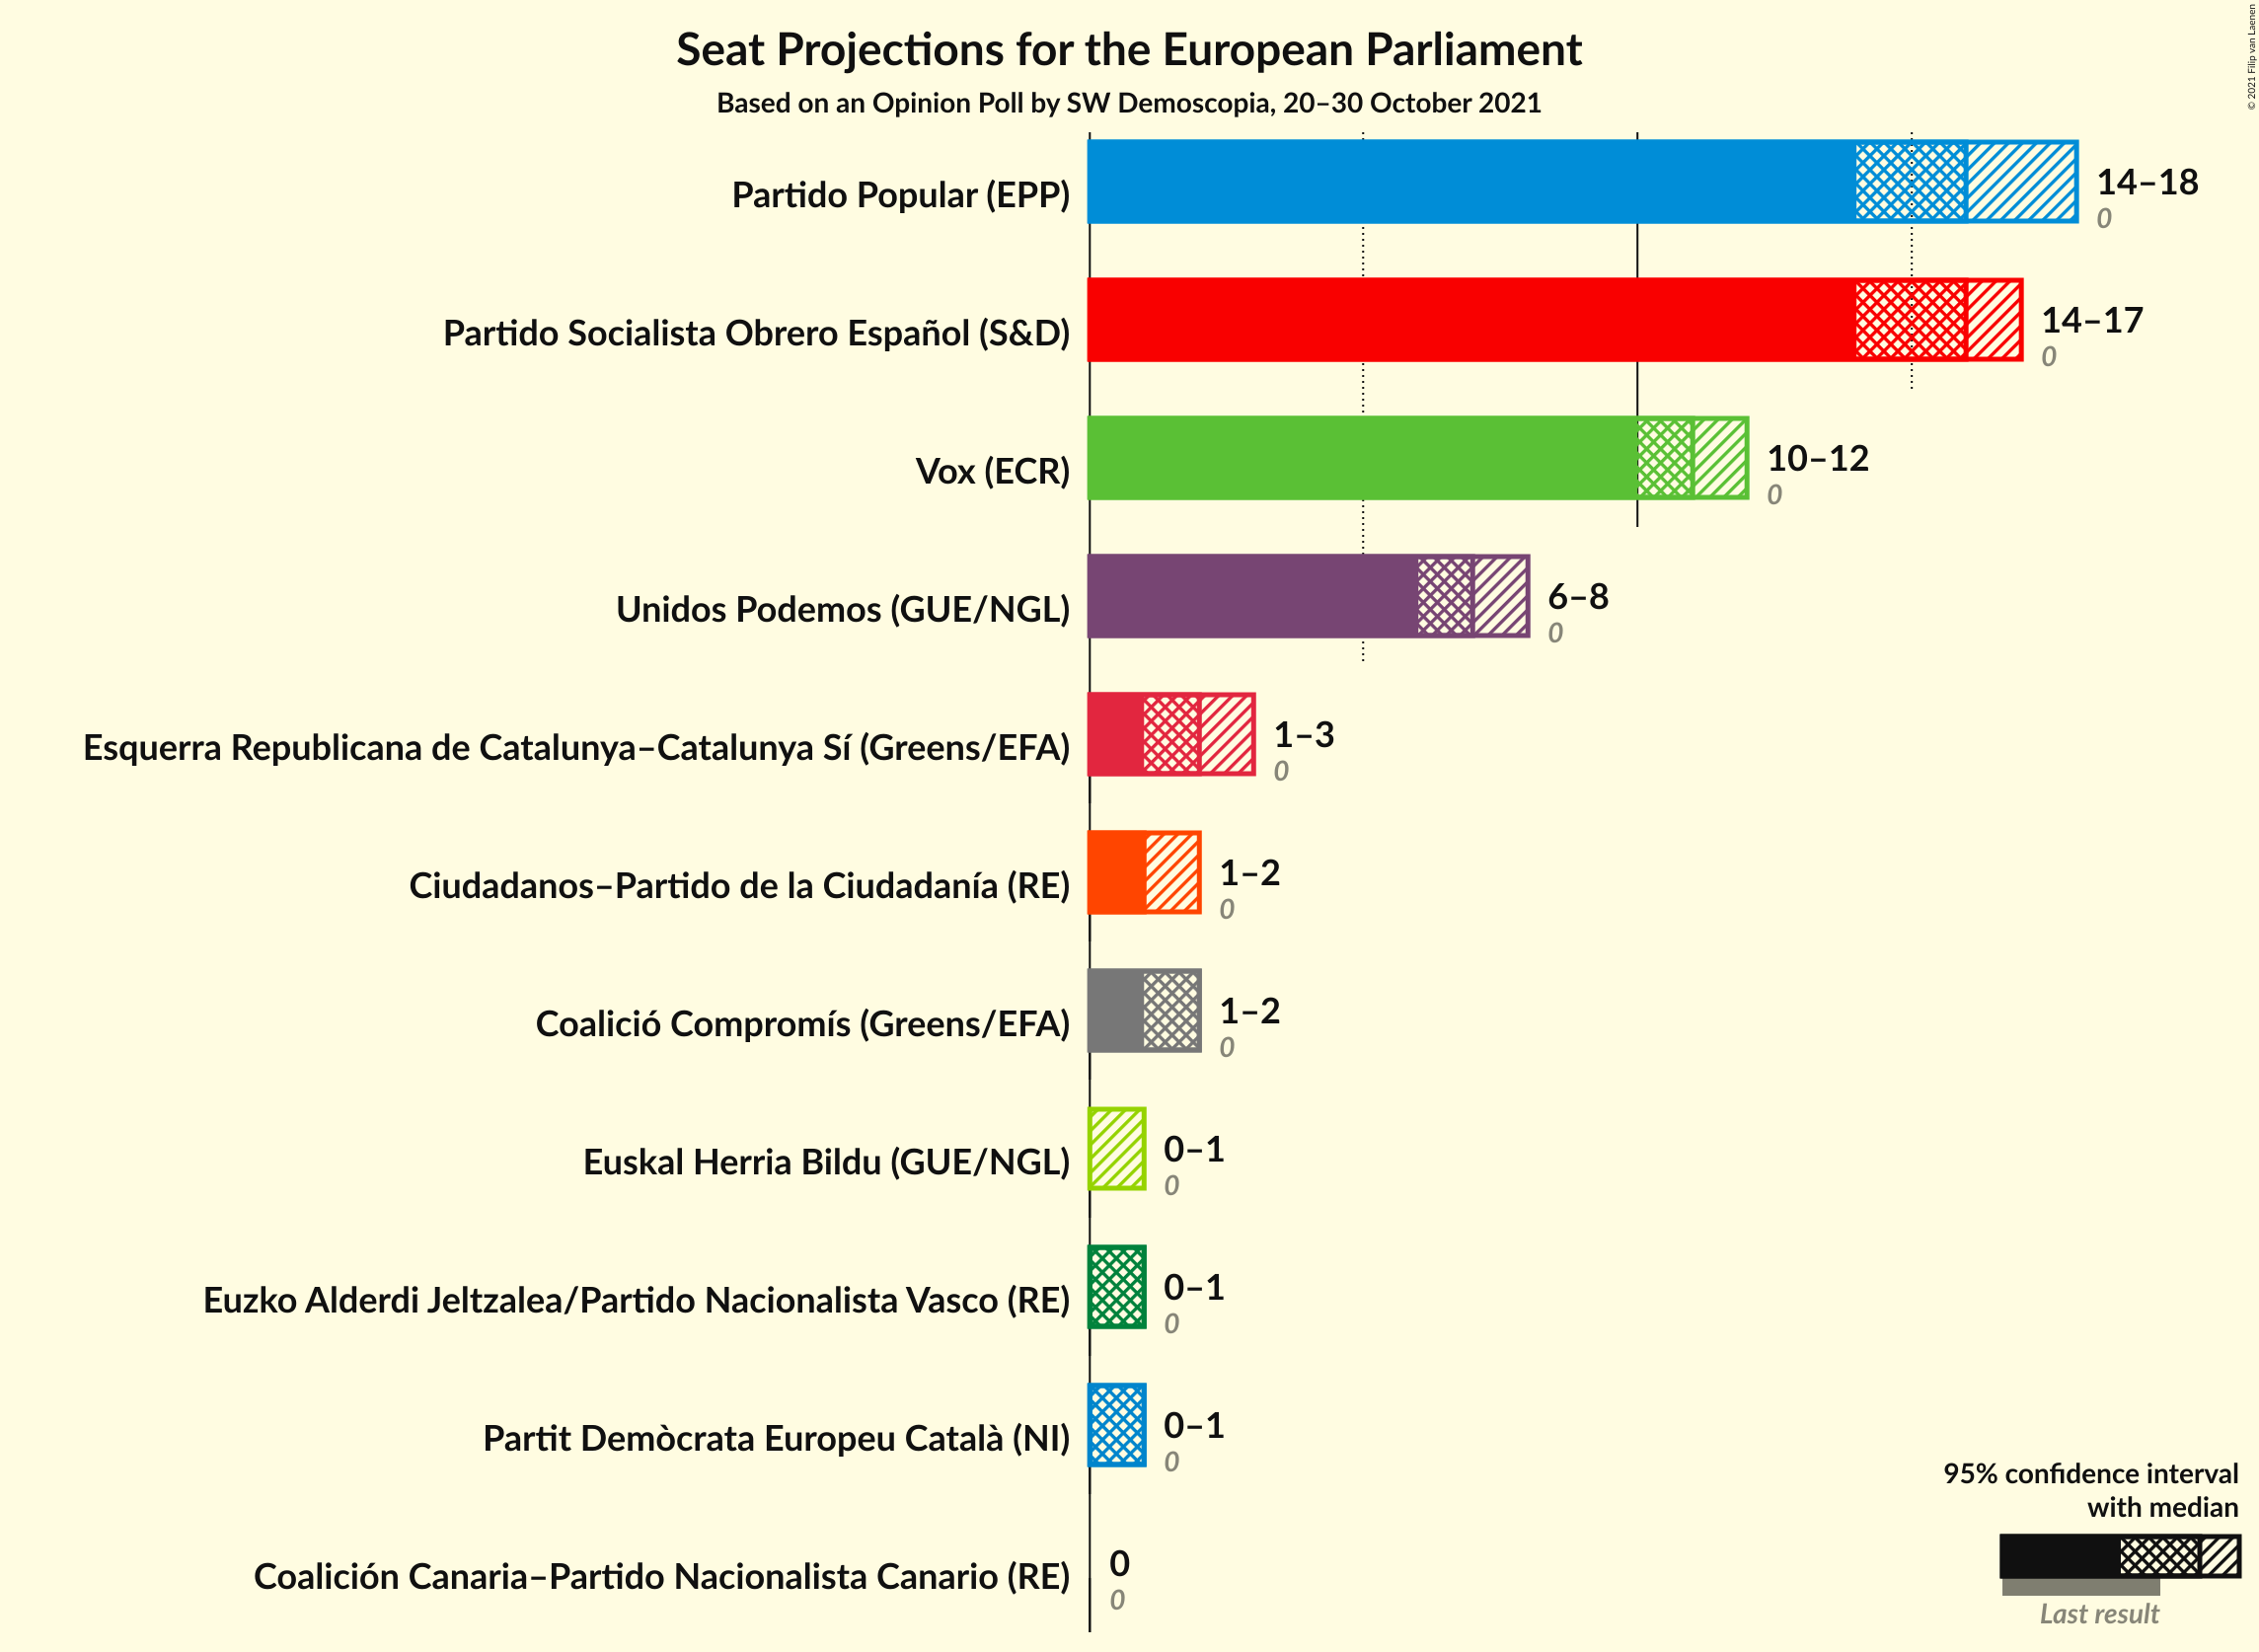 Seat Projections for the European Parliament
Based on an Opinion Poll by SW Demoscopia, 20–30 October 2021
© 2021 Filip van Laenen
Partido Popular (EPP)
14–18
0
Partido Socialista Obrero Español (S&D)
14–17
0
Vox (ECR)
10–12
0
Unidos Podemos (GUE/NGL)
6–8
0
Esquerra Republicana de Catalunya–Catalunya Sí (Greens/EFA)
1–3
0
Ciudadanos–Partido de la Ciudadanía (RE)
1–2
0
Coalició Compromís (Greens/EFA)
1–2
0
Euskal Herria Bildu (GUE/NGL)
0–1
0
Euzko Alderdi Jeltzalea/Partido Nacionalista Vasco (RE)
0–1
0
Partit Demòcrata Europeu Català (NI)
0–1
0
Coalición Canaria–Partido Nacionalista Canario (RE)
0
0
95% confidence interval
with median
Last result